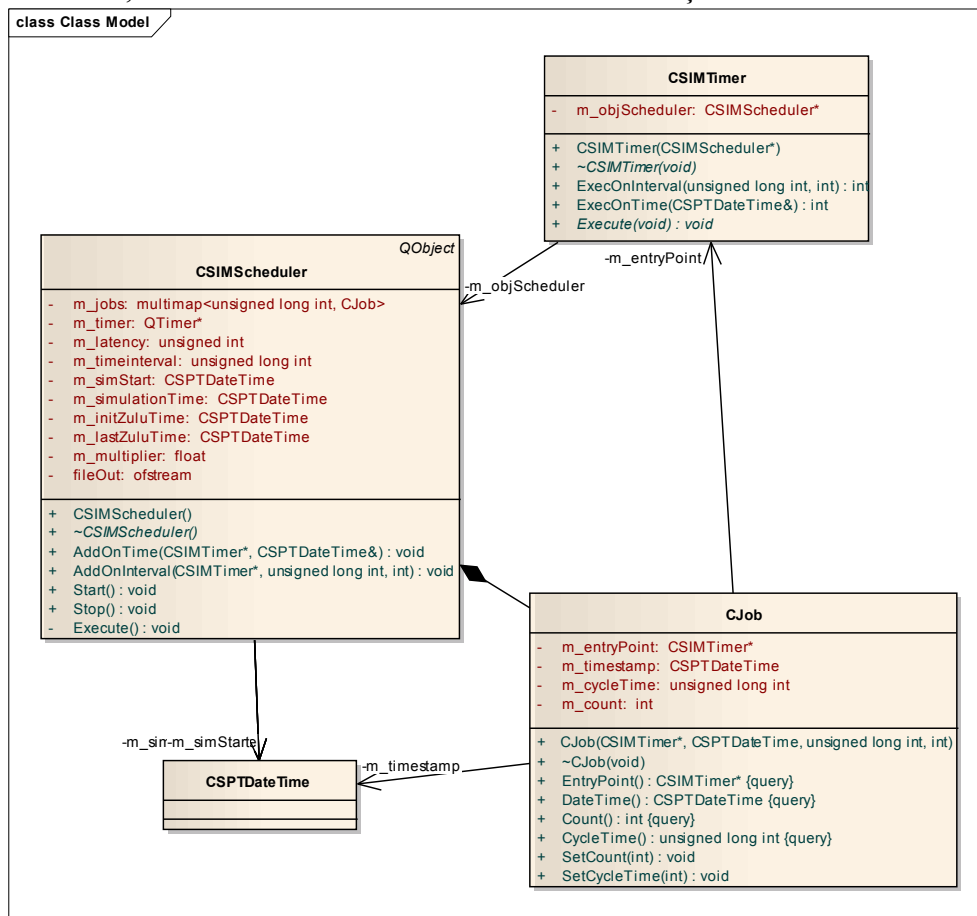 class Class Model
CSIMTimer
- m_objScheduler: CSIMScheduler*
+ CSIMTimer(CSIMScheduler*)
+ ~CSIMTimer(void)
+ ExecOnInterval(unsigned long int, int) : int
+ ExecOnTime(CSPTDateTime&) : int
+ Execute(void) : void
-m_entryPoint
-m_objScheduler
QObject
CSIMScheduler
- m_jobs: multimap<unsigned long int, CJob>
- m_timer: QTimer*
- m_latency: unsigned int
- m_timeinterval: unsigned long int
- m_simStart: CSPTDateTime
- m_simulationTime: CSPTDateTime
- m_initZuluTime: CSPTDateTime
- m_lastZuluTime: CSPTDateTime
- m_multiplier: float
- fileOut: ofstream
+ CSIMScheduler()
+ ~CSIMScheduler()
+ AddOnTime(CSIMTimer*, CSPTDateTime&) : void
+ AddOnInterval(CSIMTimer*, unsigned long int, int) : void
+ Start() : void
+ Stop() : void
- Execute() : void
CJob
- m_entryPoint: CSIMTimer*
- m_timestamp: CSPTDateTime
- m_cycleTime: unsigned long int
- m_count: int
+ CJob(CSIMTimer*, CSPTDateTime, unsigned long int, int)
+ ~CJob(void)
+ EntryPoint() : CSIMTimer* {query}
+ DateTime() : CSPTDateTime {query}
+ Count() : int {query}
+ CycleTime() : unsigned long int {query}
+ SetCount(int) : void
+ SetCycleTime(int) : void
-m_simStart
-m_timestamp
CSPTDateTime